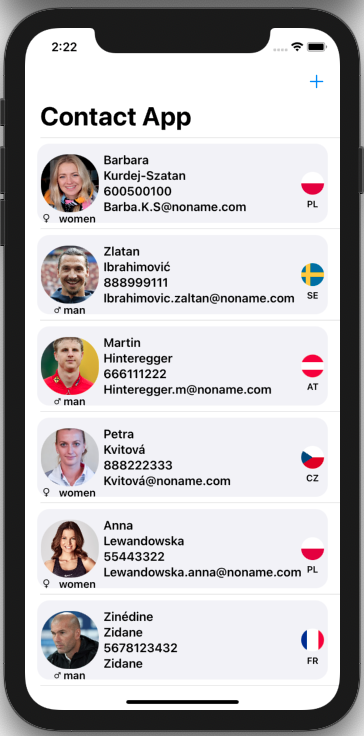 2:22
+
Contact App
Barbara
Kurdej-Szatan
600500100
Barba.K.S@noname.com
♀ women
PL
Zlatan
Ibrahimović
888999111
Ibrahimovic.zaltan@noname.com
♂ man
SE
Martin
Hinteregger
666111222
Hinteregger.m@noname.com
♂ man
AT
Petra
Kvitová
888222333
Kvitová@noname.com
♀ women
CZ
Anna
Lewandowska
55443322
Lewandowska.anna@noname.com
♀ women
PL
Zinédine
Zidane
5678123432
Zidane
♂ man
FR